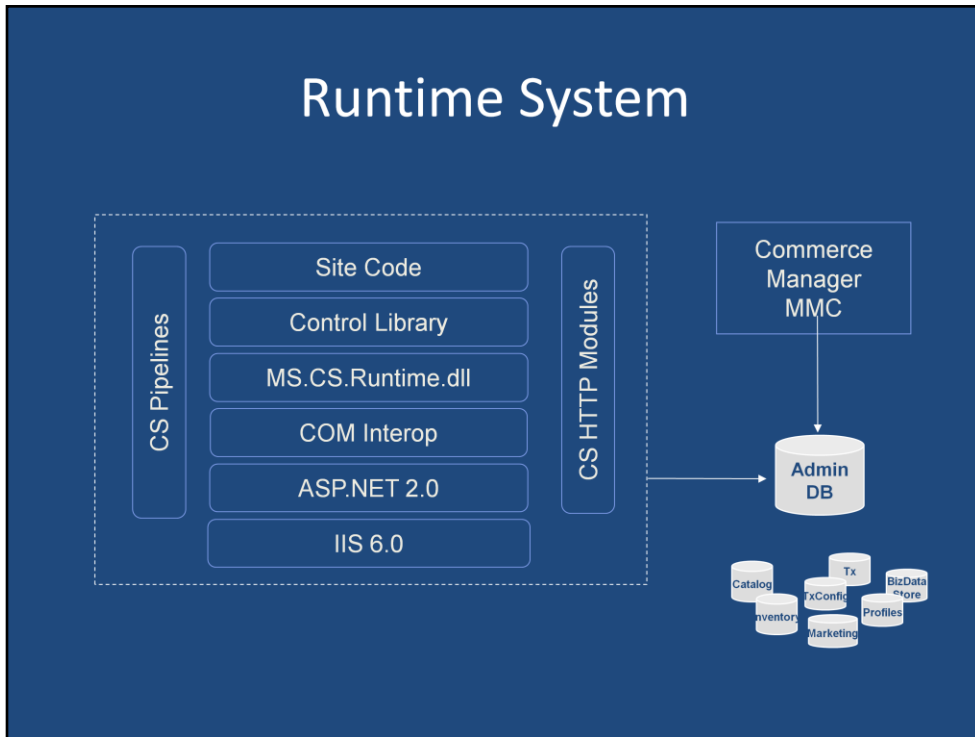 Runtime System
CS Pipelines
Site Code
Control Library
MS.CS.Runtime.dll
COM Interop
ASP.NET 2.0
IIS 6.0
CS HTTP Modules
Commerce
Manager
MMC
Admin
DB
Catalog
Tx
BizData
Store
TxConfig
Inventory
Profiles
Marketing